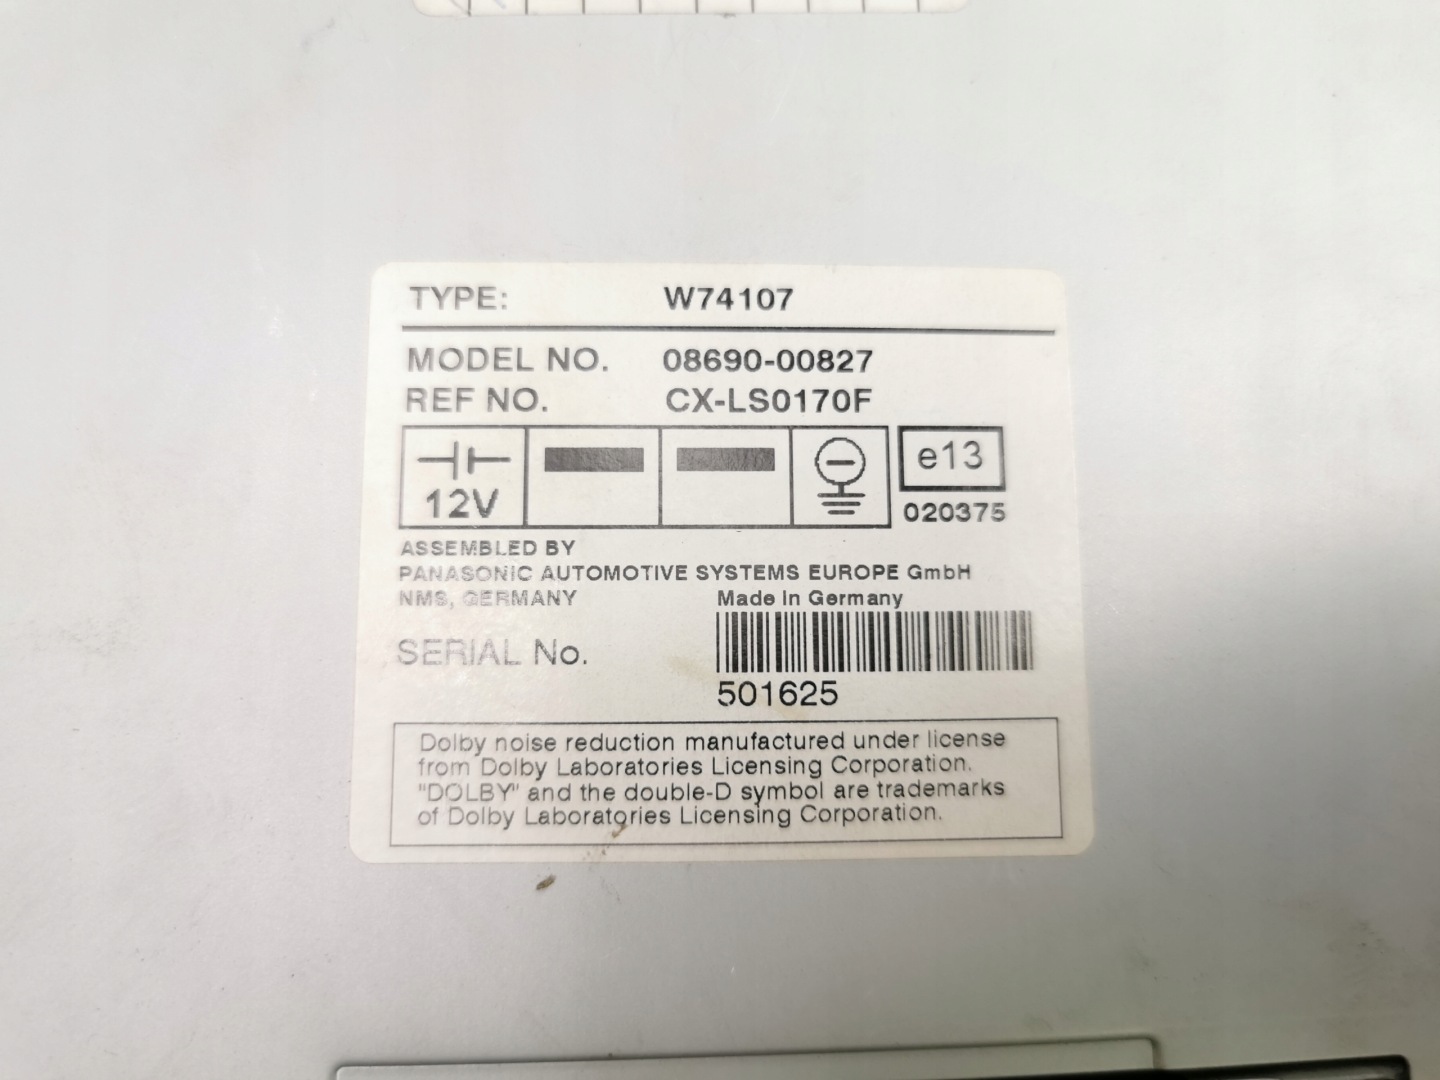 TYPE: W74107
MODEL NO. 08690-00827
REF NO. CX-LS0170F
12V
e13
020375
ASSEMBLED BY
PANASONIC AUTOMOTIVE SYSTEMS EUROPE GmbH
NMS, GERMANY
Made In Germany
SERIAL No.
501625
Dolby noise reduction manufactured under license
from Dolby Laboratories Licensing Corporation.
"DOLBY" and the double-D symbol are trademarks
of Dolby Laboratories Licensing Corporation.